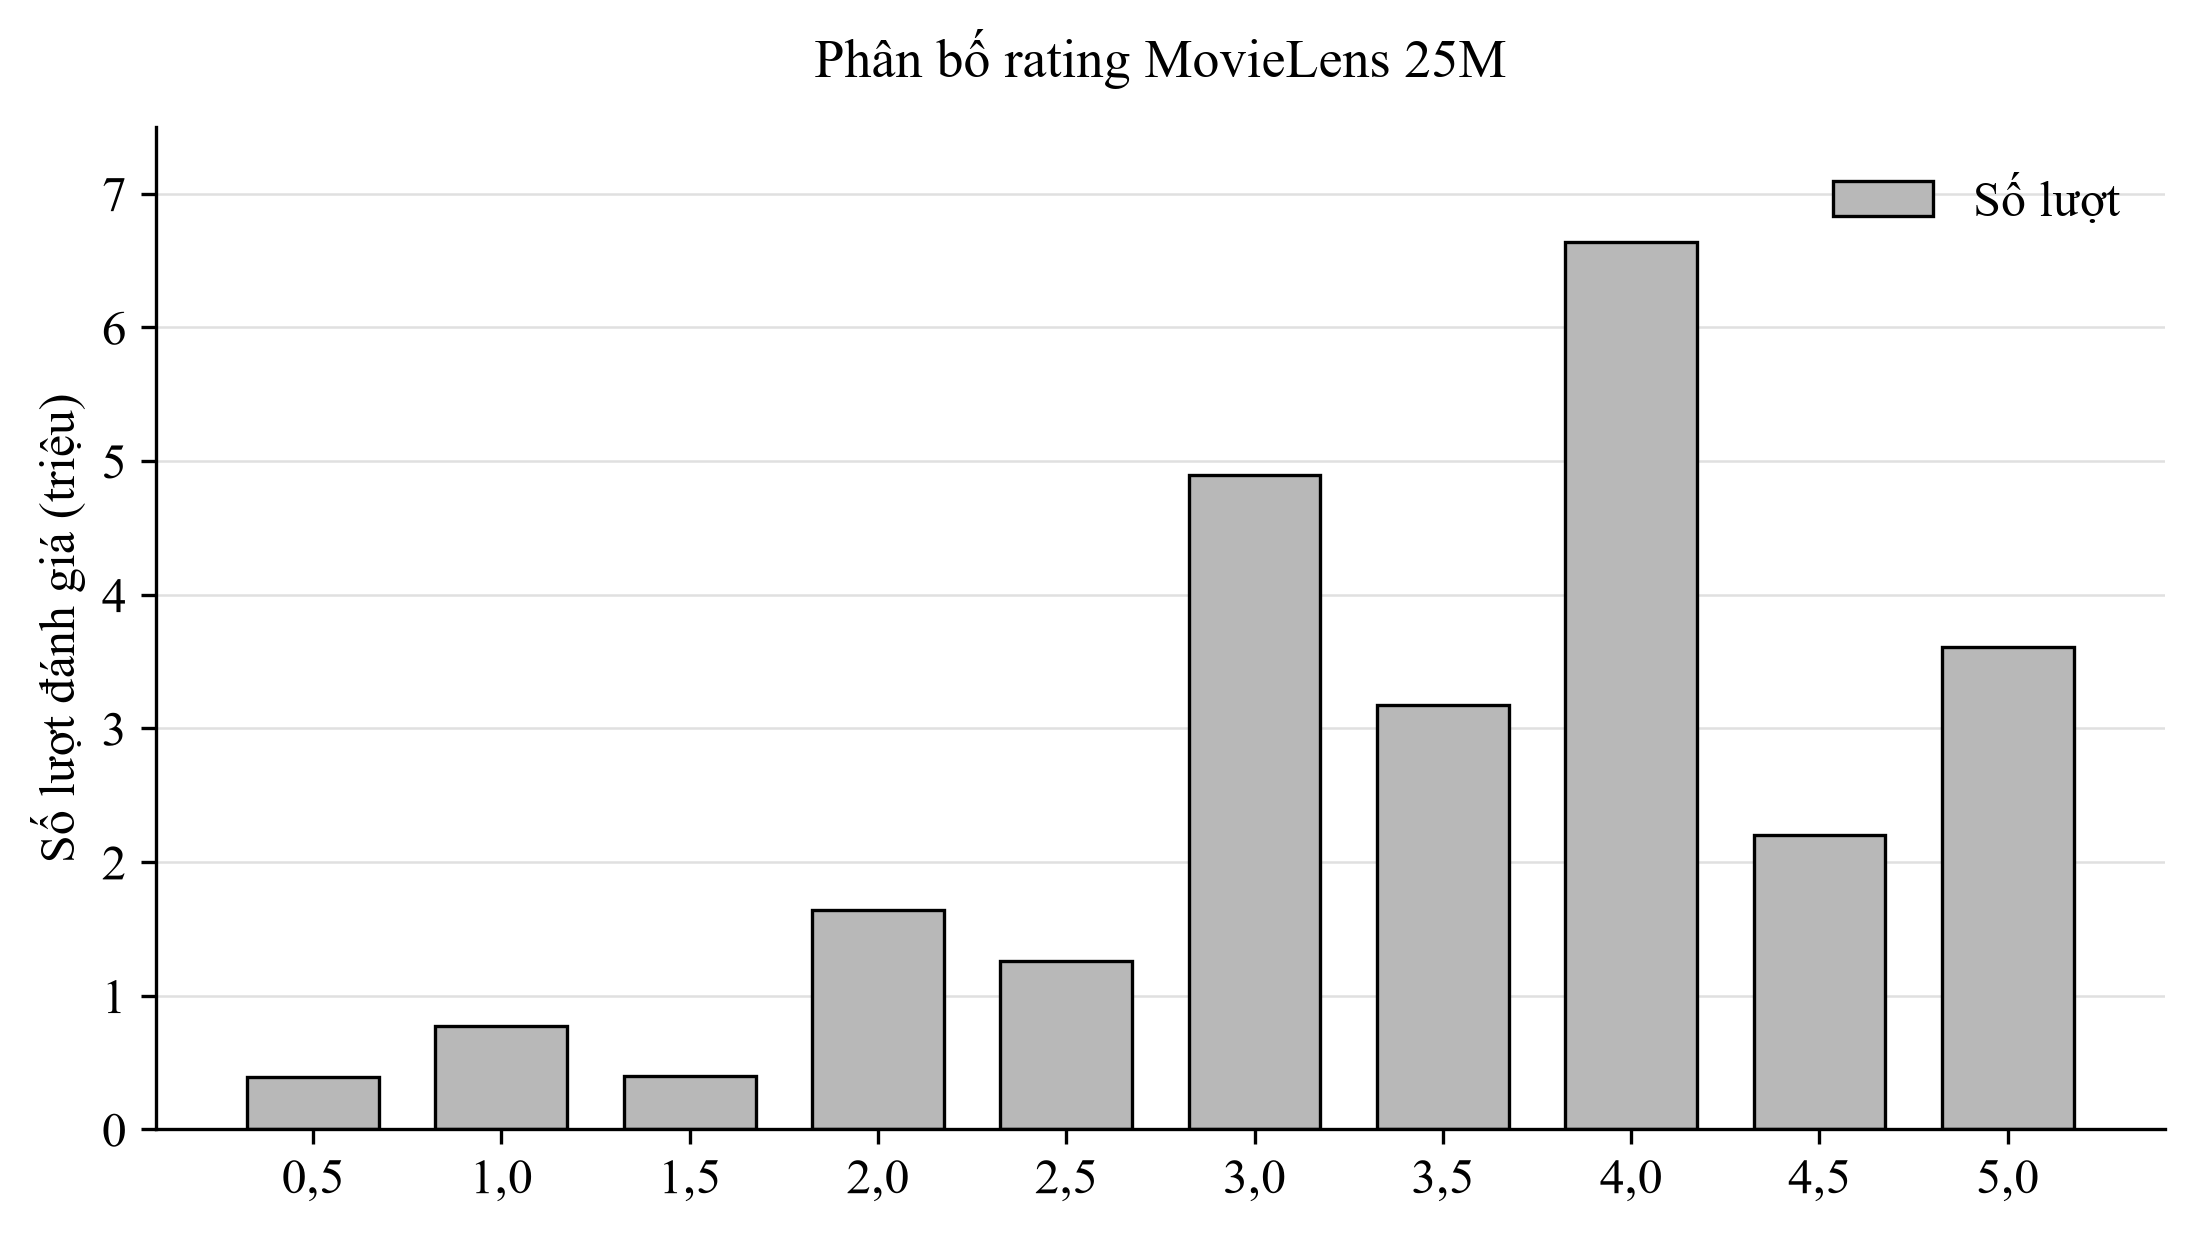 Phân bố rating MovieLens 25M
Số lượt
Số lượt đánh giá (triệu)
7
6
5
4
3
2
1
0
0,5 1,0 1,5 2,0 2,5 3,0 3,5 4,0 4,5 5,0